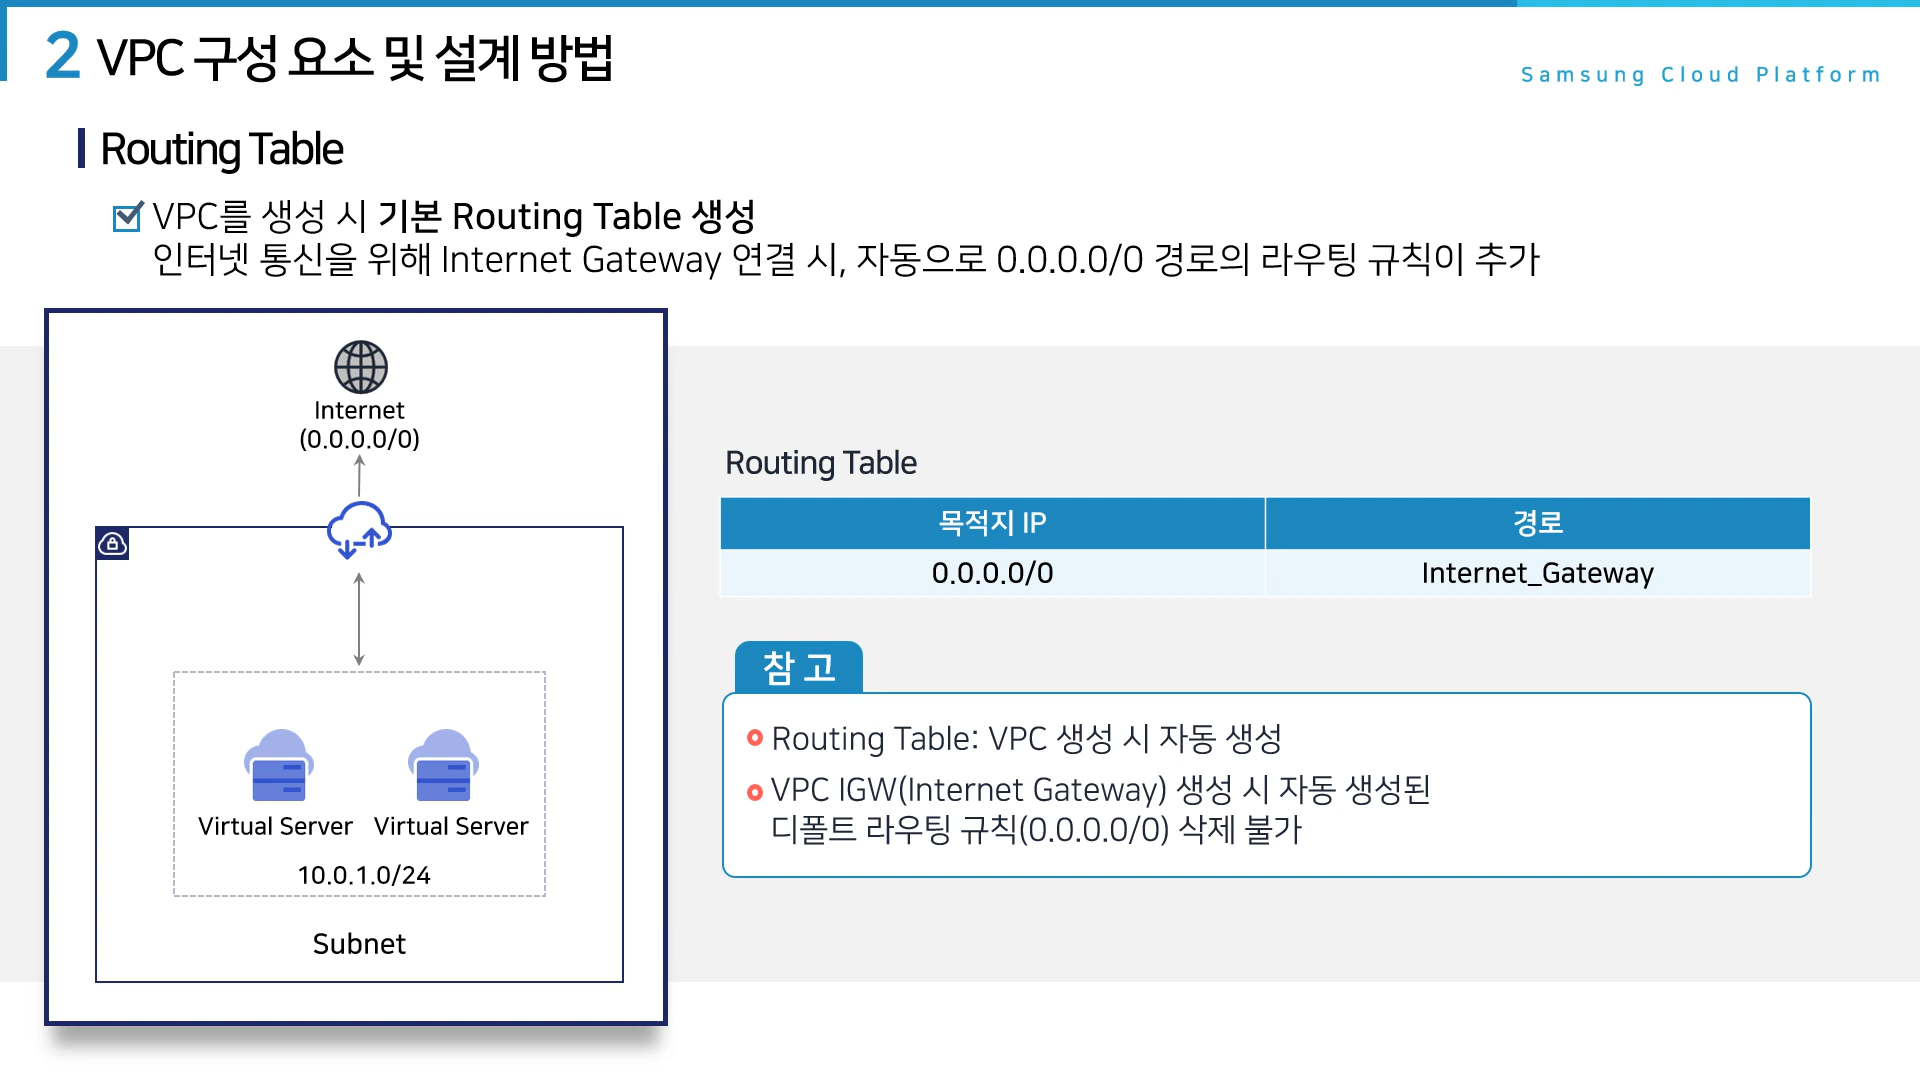 2 VPC 구성 요소 및 설계 방법
Samsung Cloud Platform
Routing Table
VPC를 생성 시 기본 Routing Table 생성
인터넷 통신을 위해 Internet Gateway 연결 시, 자동으로 0.0.0.0/0 경로의 라우팅 규칙이 추가
Internet
(0.0.0.0/0)
Virtual Server Virtual Server
10.0.1.0/24
Subnet
Routing Table
목적지 IP 경로
0.0.0.0/0 Internet_Gateway
참 고
Routing Table: VPC 생성 시 자동 생성
VPC IGW(Internet Gateway) 생성 시 자동 생성된
디폴트 라우팅 규칙(0.0.0.0/0) 삭제 불가